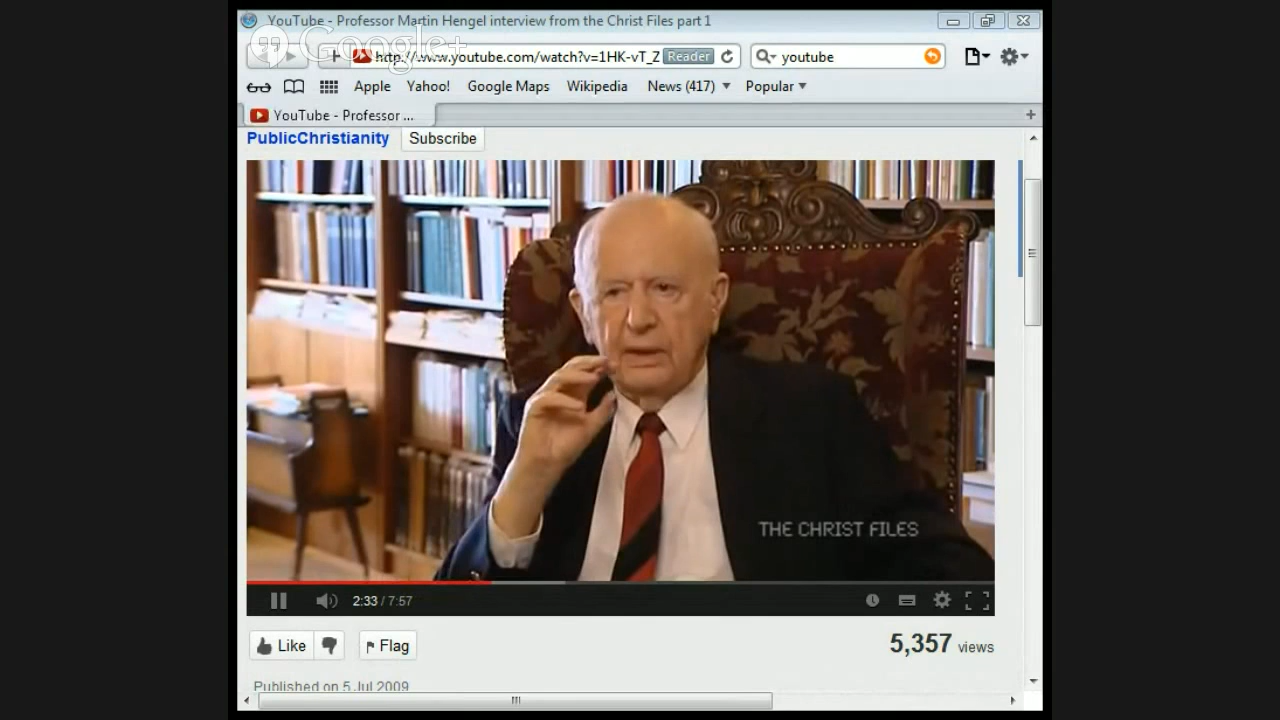 YouTube - Professor Martin Hengel interview from the Christ Files part 1
Google+
http://www.youtube.com/watch?v=1HK-vT_Z Reader youtube
Apple Yahoo! Google Maps Wikipedia News (417) Popular
YouTube - Professor ...
PublicChristianity Subscribe
THE CHRIST FILES
2:33 / 7:57
Like Flag 5,357 views
Published on 5 Jul 2009